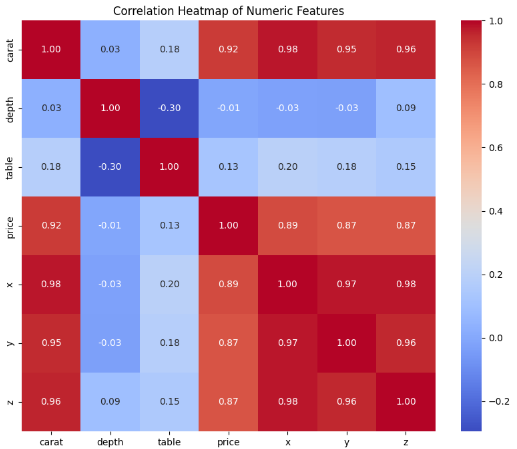 Correlation Heatmap of Numeric Features
carat 1.00 0.03 0.18 0.92 0.98 0.95 0.96
depth 0.03 1.00 -0.30 -0.01 -0.03 -0.03 0.09
table 0.18 -0.30 1.00 0.13 0.20 0.18 0.15
price 0.92 -0.01 0.13 1.00 0.89 0.87 0.87
x 0.98 -0.03 0.20 0.89 1.00 0.97 0.98
y 0.95 -0.03 0.18 0.87 0.97 1.00 0.96
z 0.96 0.09 0.15 0.87 0.98 0.96 1.00
carat depth table price x y z
1.0
0.8
0.6
0.4
0.2
0.0
−0.2